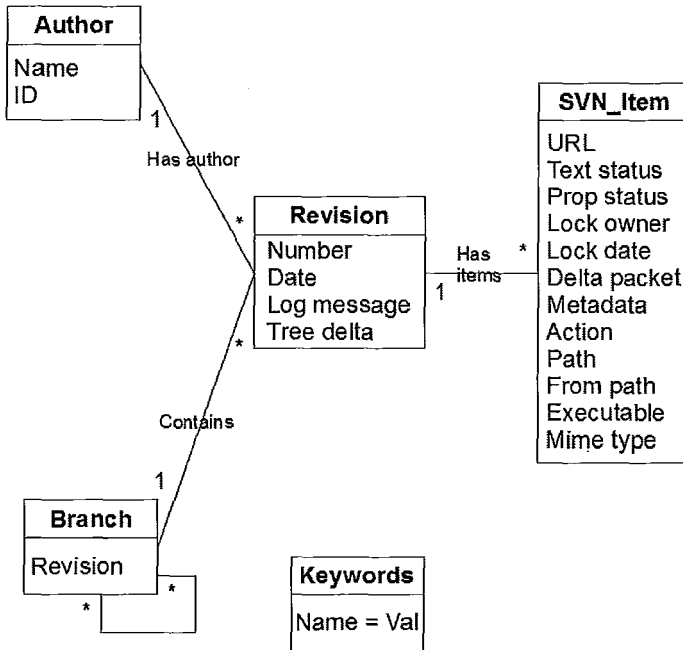 Author
Name
ID
1
Has author
*
Revision
Number
Date
Log message
Tree delta
*
1
Has
items
*
SVN_Item
URL
Text status
Prop status
Lock owner
Lock date
Delta packet
Metadata
Action
Path
From path
Executable
Mime type
Contains
1
Branch
Revision
*
*
Keywords
Name = Val